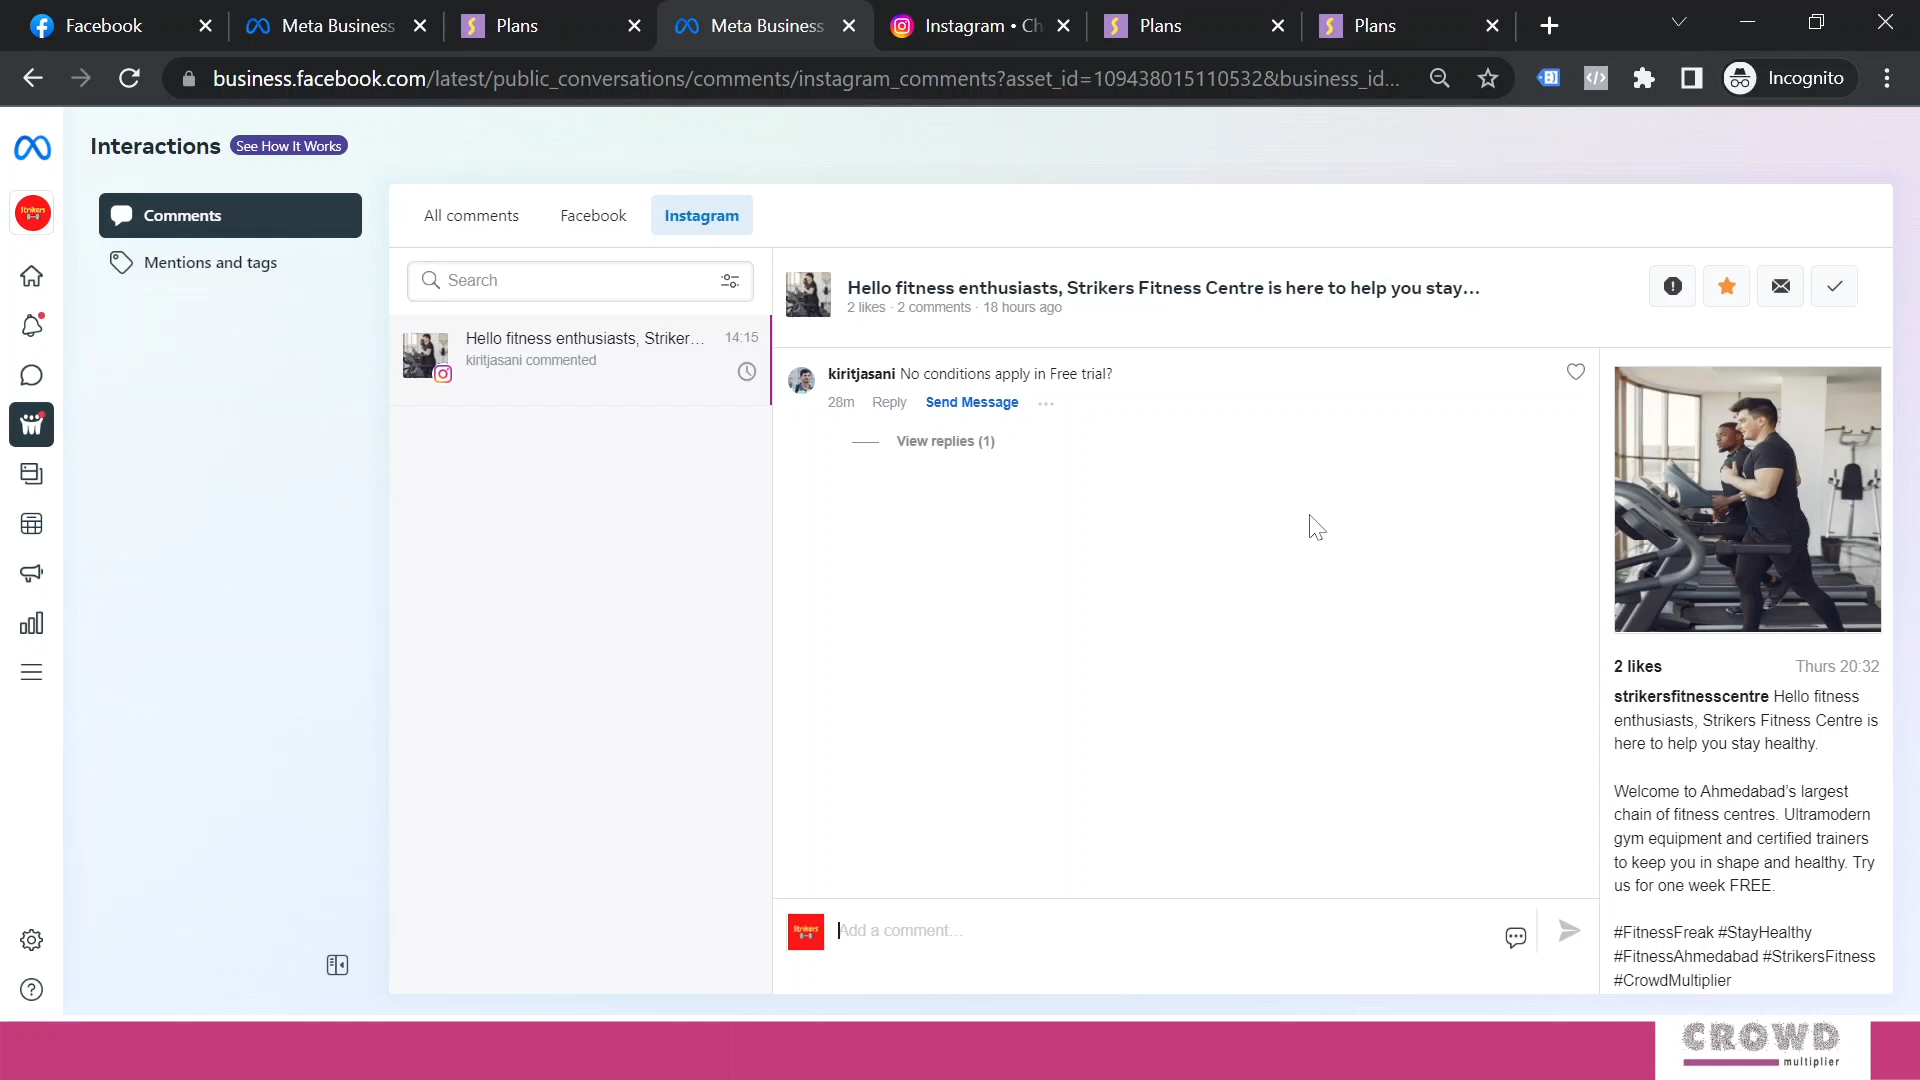 Facebook
Meta Business
Plans
Meta Business
Instagram • Ch
Plans
Plans
business.facebook.com/latest/public_conversations/comments/instagram_comments?asset_id=109438015110532&business_id...
Incognito
Interactions
See How It Works
Comments
Mentions and tags
All comments
Facebook
Instagram
Search
Hello fitness enthusiasts, Striker...
14:15
kiritjasani commented
Hello fitness enthusiasts, Strikers Fitness Centre is here to help you stay...
2 likes · 2 comments · 18 hours ago
kiritjasani No conditions apply in Free trial?
28m Reply Send Message ...
View replies (1)
Strikers
Strikers
Add a comment...
2 likes
Thurs 20:32
strikersfitnesscentre Hello fitness
enthusiasts, Strikers Fitness Centre is
here to help you stay healthy.
Welcome to Ahmedabad's largest
chain of fitness centres. Ultramodern
gym equipment and certified trainers
to keep you in shape and healthy. Try
us for one week FREE.
#FitnessFreak #StayHealthy
#FitnessAhmedabad #StrikersFitness
#CrowdMultiplier
CROWD
multiplier